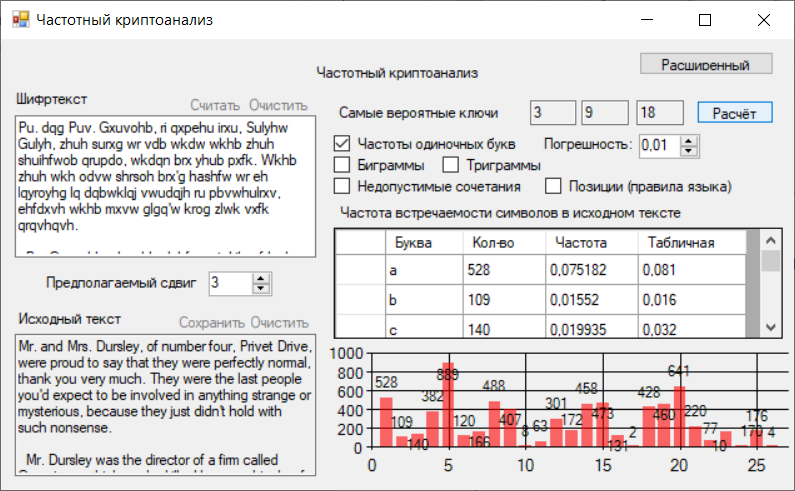 Частотный криптоанализ
Частотный криптоанализ
Расширенный
Шифртекст
Считать Очистить
Pu. dqg Puv. Gxuvohb, ri qxpehu irxu, Sulyhw
Gulyh, zhuh surxg wr vdb wkdw wkhb zhuh
shuihfwob qrupdo, wkdqn brx yhub pxfk. Wkhb
zhuh wkh odvw shrsoh brx'g hashfw wr eh
lqyroyhg lq dqbwklqj vwudqjh ru pbvwhulrxv,
ehfdxvh wkhb mxvw glgq'w krog zlwk vxfk
qrqvhqvh.
Предполагаемый сдвиг 3
Исходный текст
Сохранить Очистить
Mr. and Mrs. Dursley, of number four, Privet Drive,
were proud to say that they were perfectly normal,
thank you very much. They were the last people
you'd expect to be involved in anything strange or
mysterious, because they just didn't hold with
such nonsense.
Mr. Dursley was the director of a firm called
Самые вероятные ключи 3 9 18 Расчёт
Частоты одиночных букв Погрешность: 0,01
Биграммы Триграммы
Недопустимые сочетания Позиции (правила языка)
Частота встречаемости символов в исходном тексте
Буква Кол-во Частота Табличная
a 528 0,075182 0,081
b 109 0,01552 0,016
c 140 0,019935 0,032
1000
800
600
400
200
0
528 109 140 382 889 120 166 488 407 8 63 301 172 458 473 131 2 428 460 641 220 77 10 170 176 4
0 5 10 15 20 25